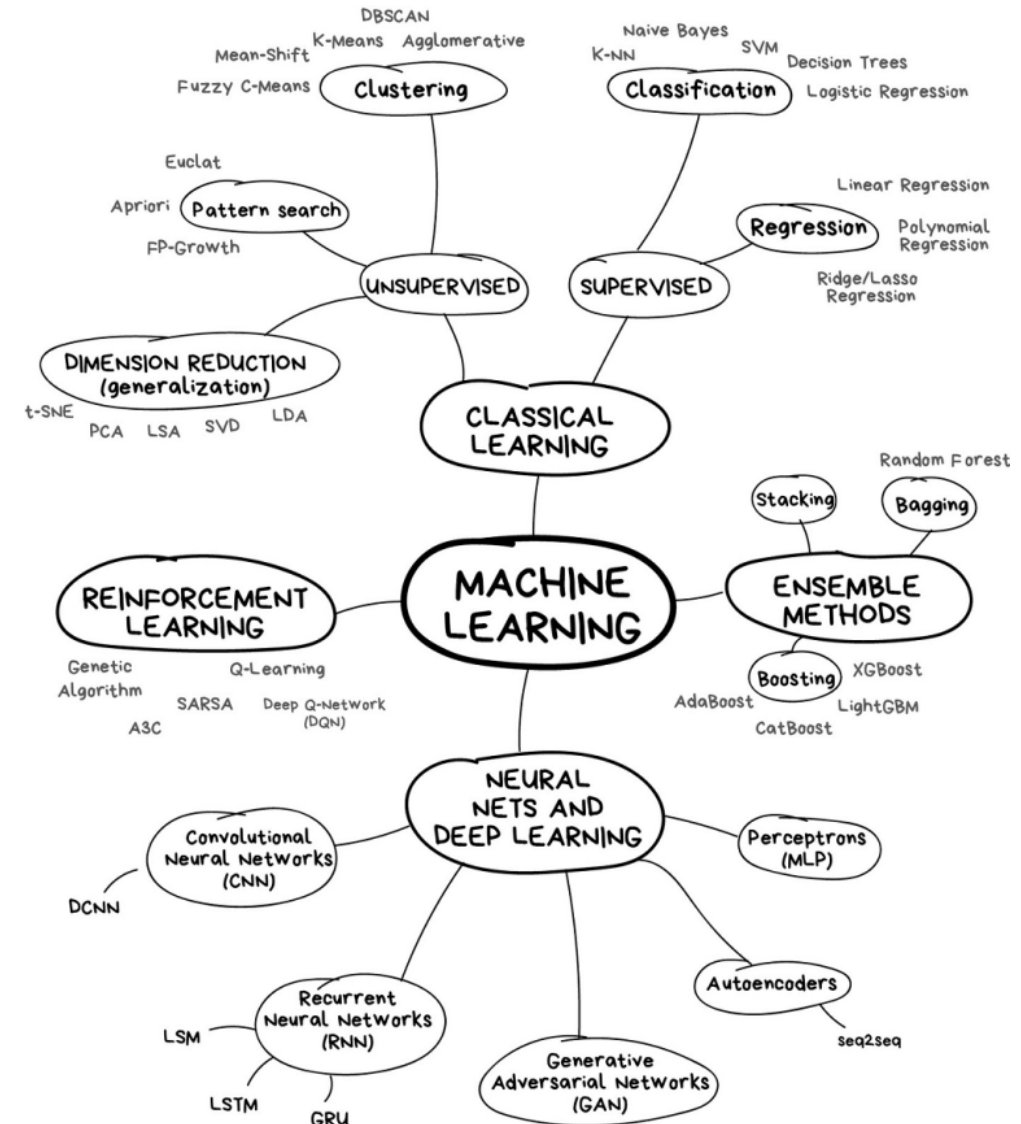 DBSCAN
K-Means
Agglomerative
Mean-Shift
Fuzzy C-Means
Clustering
Naive Bayes
K-NN
SVM
Decision Trees
Logistic Regression
Classification
Euclat
Apriori
Pattern search
FP-Growth
Linear Regression
Regression
Polynomial
Regression
Ridge/Lasso
Regression
UNSUPERVISED
SUPERVISED
DIMENSION REDUCTION
(generalization)
t-SNE
PCA
LSA
SVD
LDA
CLASSICAL
LEARNING
Random Forest
Stacking
Bagging
MACHINE
LEARNING
ENSEMBLE
METHODS
REINFORCEMENT
LEARNING
Genetic
Algorithm
Q-Learning
SARSA
Deep Q-Network
(DQN)
A3C
Boosting
XGBoost
AdaBoost
LightGBM
CatBoost
NEURAL
NETS AND
DEEP LEARNING
Convolutional
Neural Networks
(CNN)
DCNN
Perceptrons
(MLP)
Autoencoders
seq2seq
Recurrent
Neural Networks
(RNN)
LSM
LSTM
GRU
Generative
Adversarial Networks
(GAN)